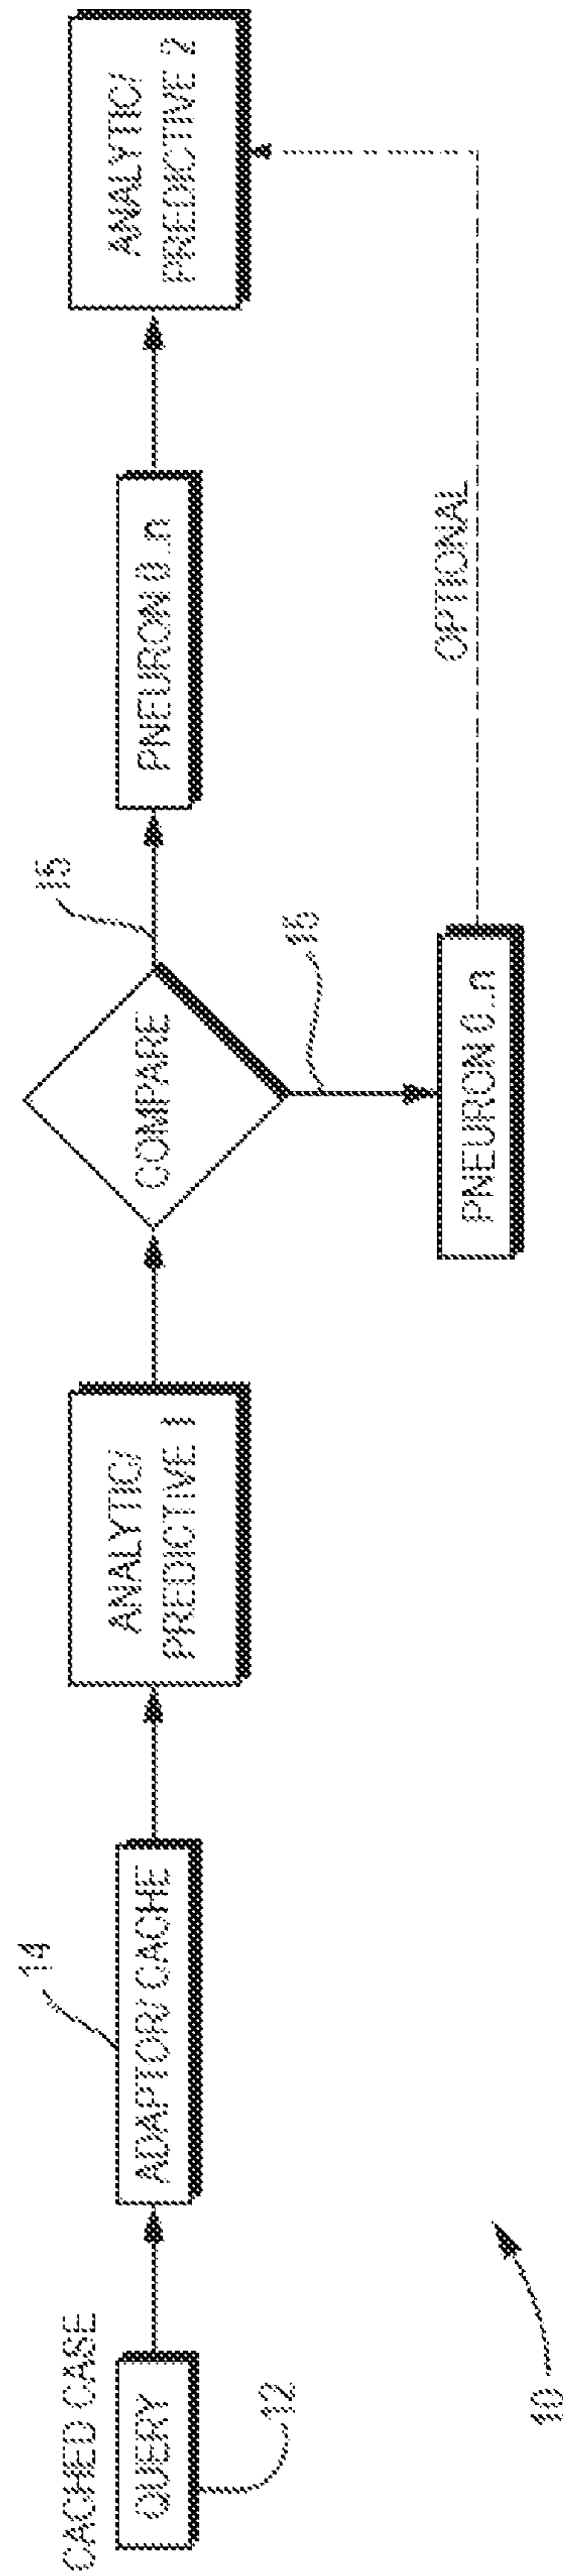 CACHED CASE
QUERY
12
ADAPTOR/ CACHE
14
ANALYTIC/
PREDICTIVE 1
COMPARE
15
PNEURON 0..n
ANALYTIC/
PREDICTIVE 2
15
PNEURON 0..n
OPTIONAL
10